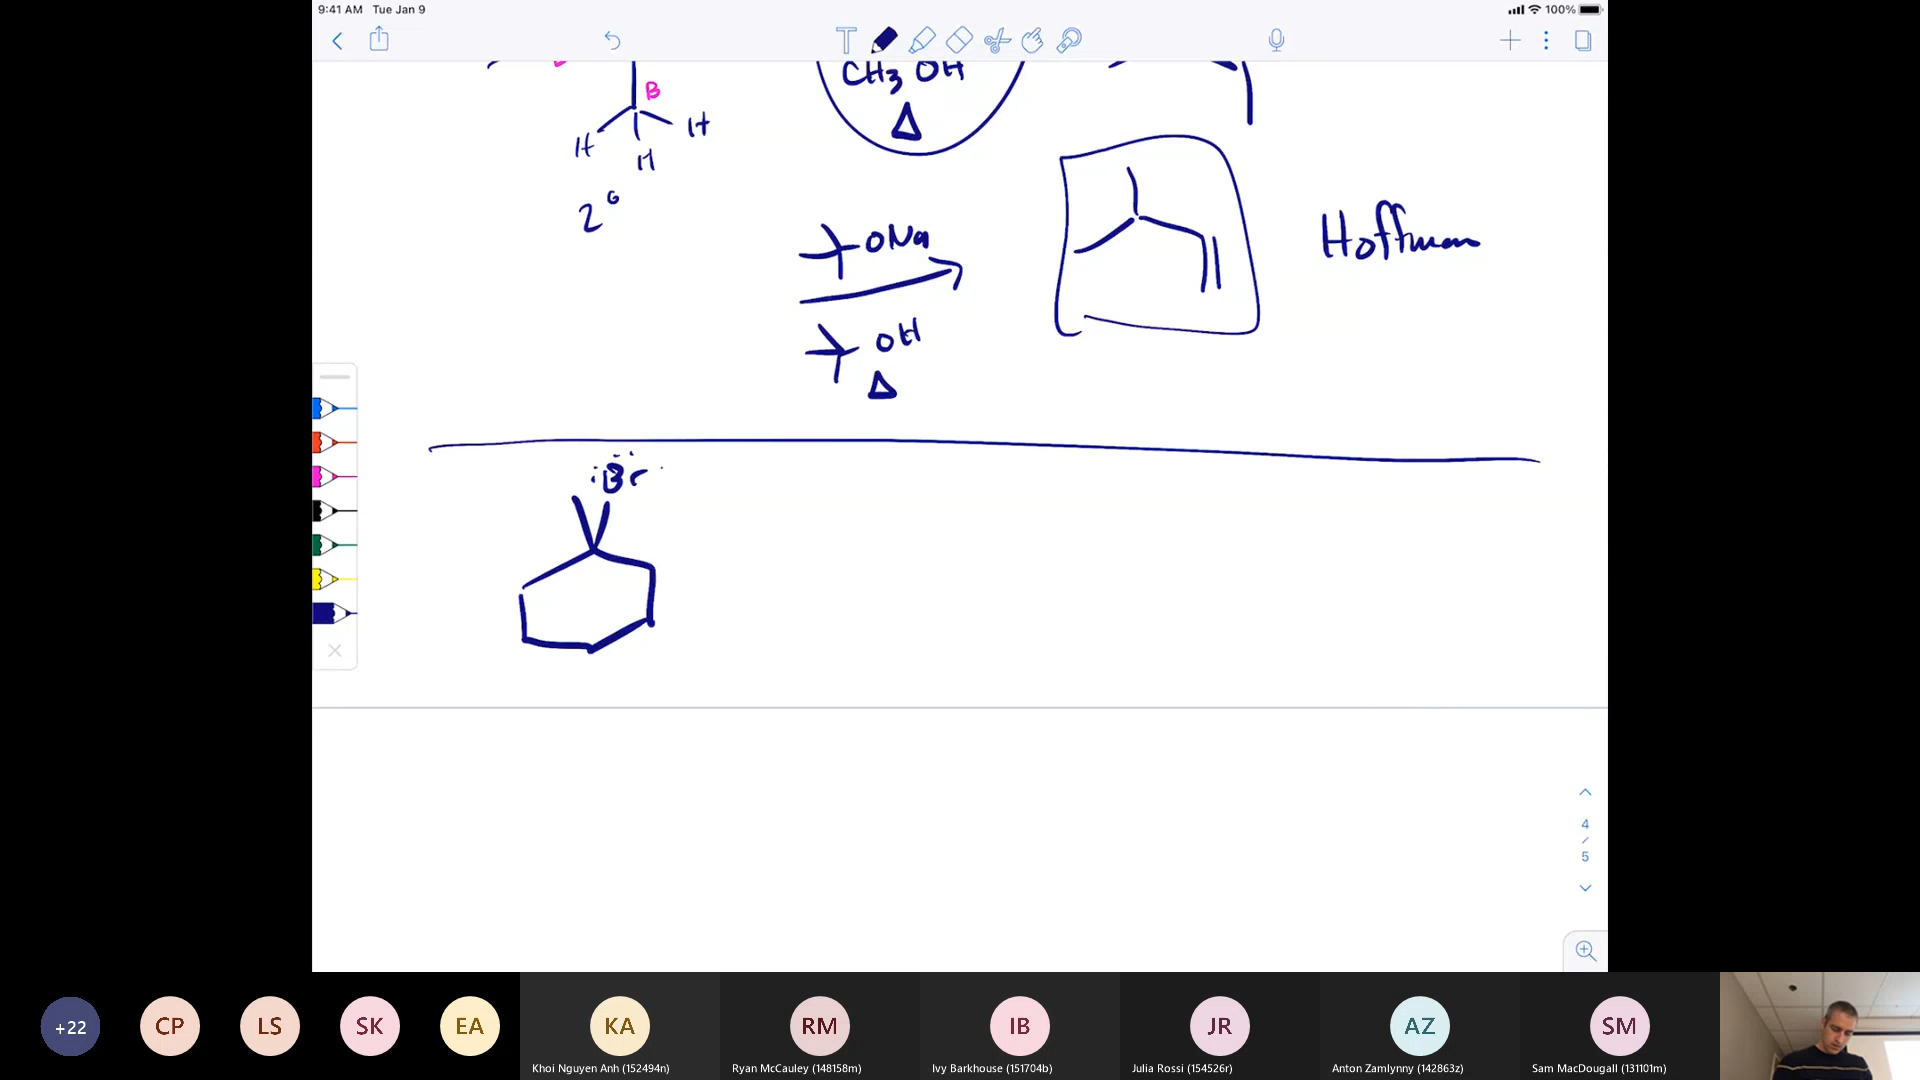 9:41 AM Tue Jan 9
100%
T
CH3 OH
Δ
B
H
H
H
2°
ONa
OH
Δ
Hoffman
:Br
4
/
5
+22
CP
LS
SK
EA
KA
RM
IB
JR
AZ
SM
Khoi Nguyen Anh (152494n)
Ryan McCauley (148158m)
Ivy Barkhouse (151704b)
Julia Rossi (154526r)
Anton Zamlynny (142863z)
Sam MacDougall (131101m)